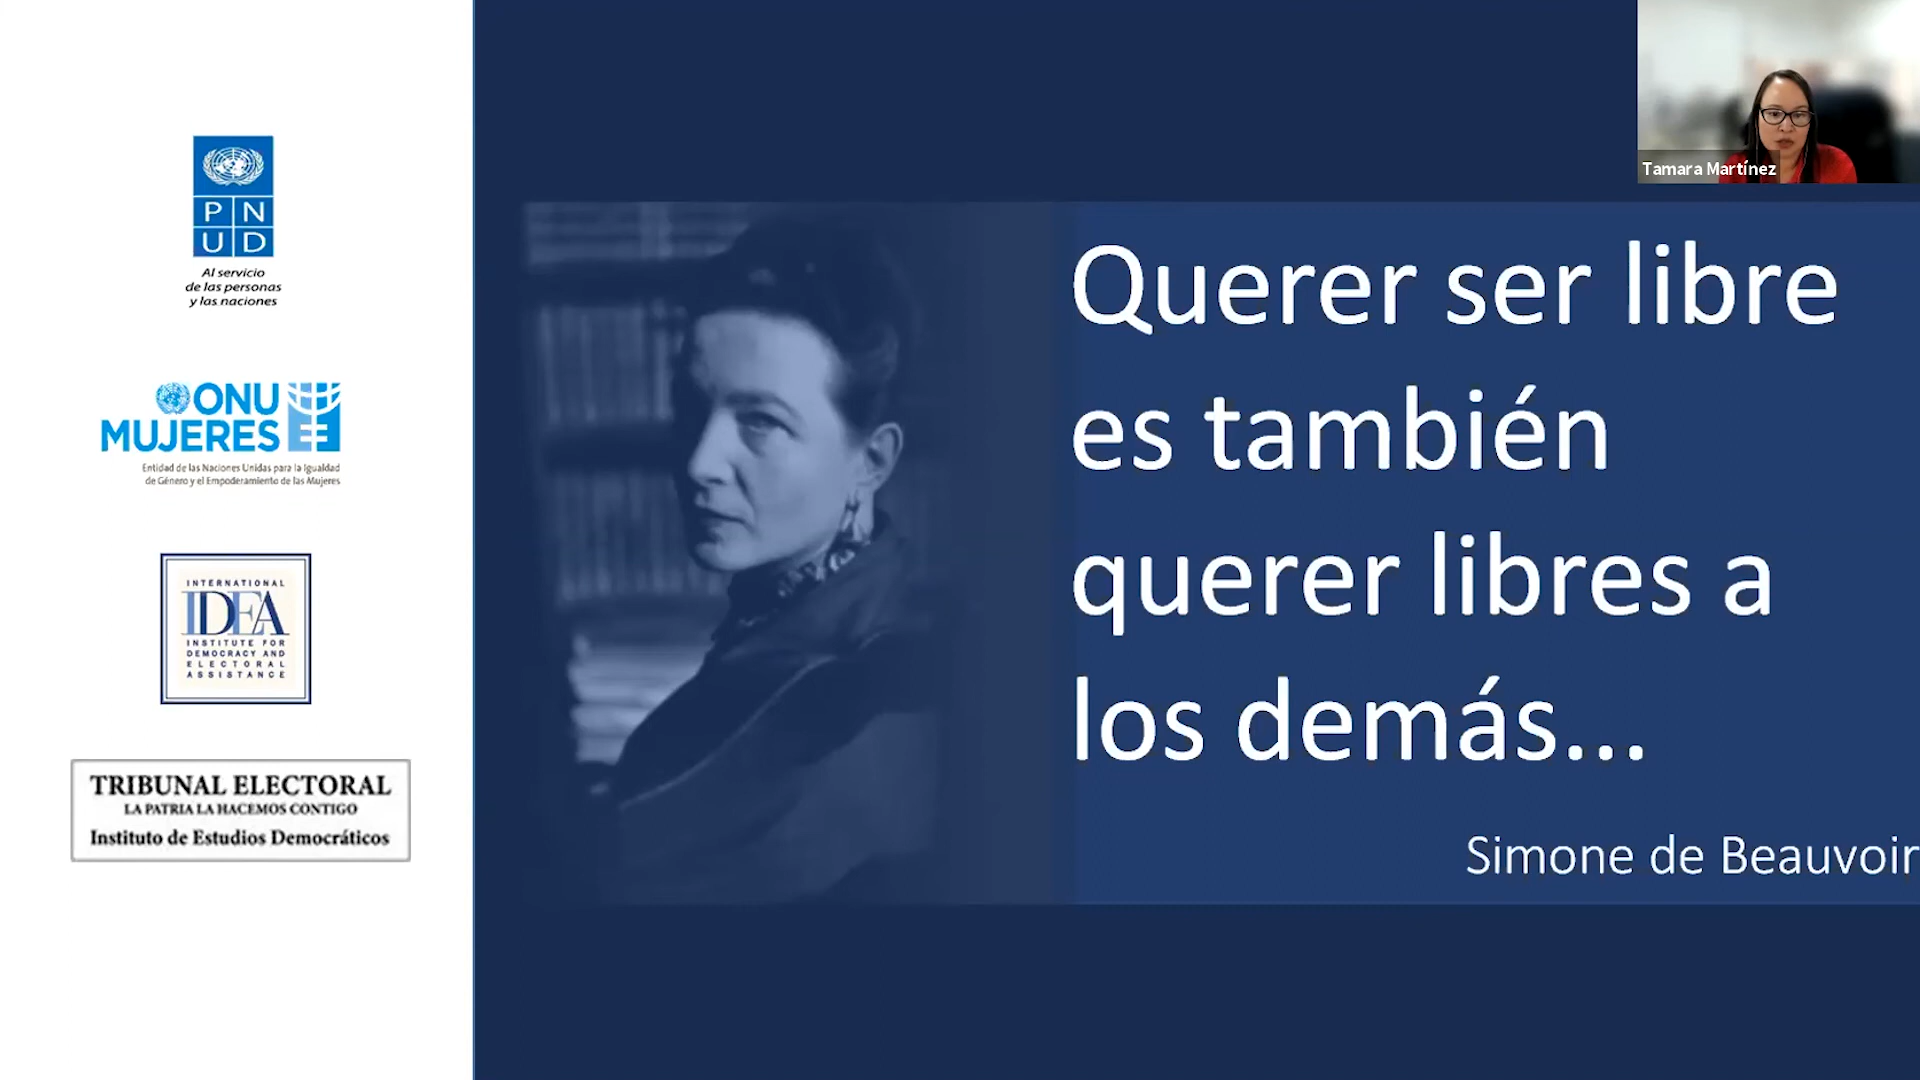 PN
UD
Al servicio
de las personas
y las naciones
ONU
MUJERES
Entidad de las Naciones Unidas para la Igualdad
de Género y el Empoderamiento de las Mujeres
INTERNATIONAL
IDEA
INSTITUTE FOR
DEMOCRACY AND
ELECTORAL
ASSISTANCE
TRIBUNAL ELECTORAL
LA PATRIA LA HACEMOS CONTIGO
Instituto de Estudios Democráticos
Tamara Martínez
Querer ser libre
es también
querer libres a
los demás...
Simone de Beauvoir